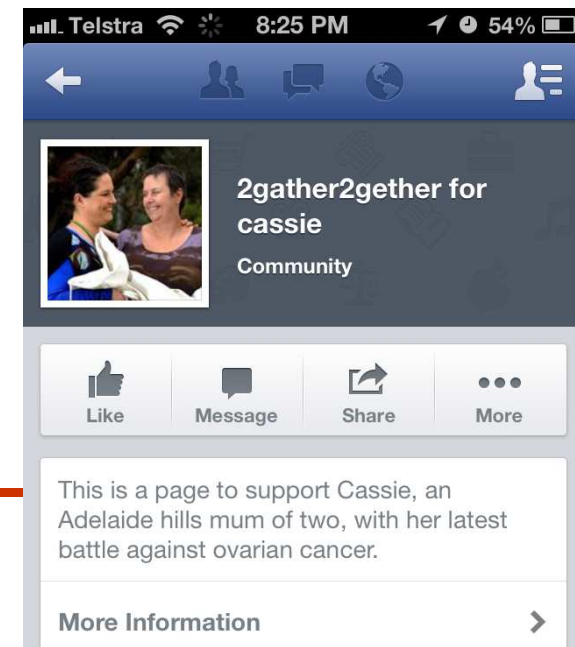 Telstra 8:25 PM 54%
2gather2gether for
cassie
Community
Like Message Share More
This is a page to support Cassie, an
Adelaide hills mum of two, with her latest
battle against ovarian cancer.
More Information